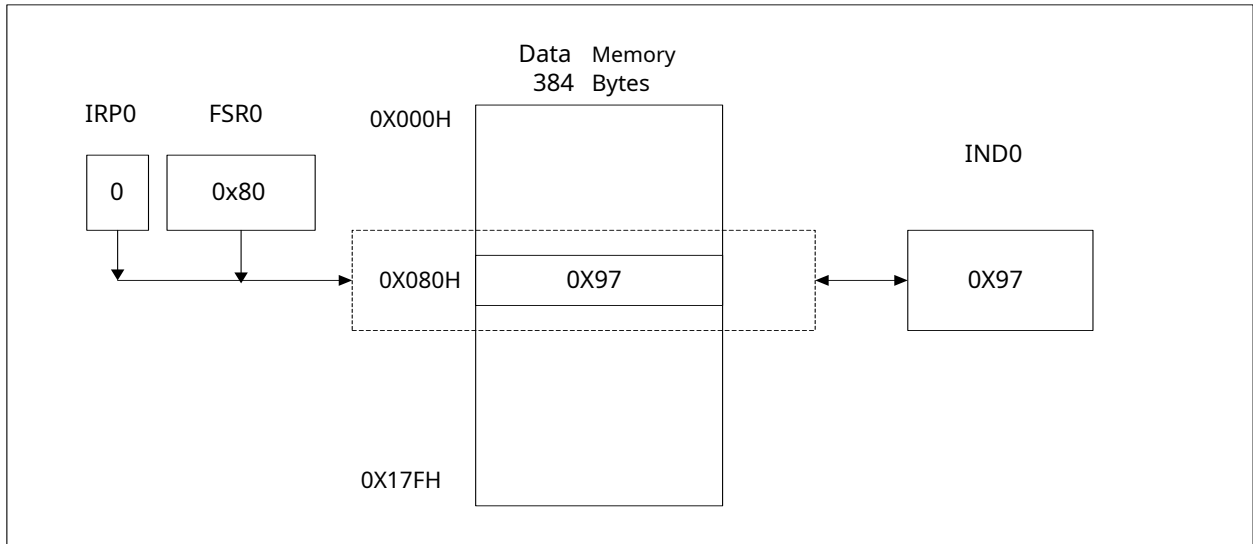 Data Memory
384 Bytes
IRP0 FSR0
0X000H
IND0
0 0x80
0X080H 0X97 0X97
0X17FH